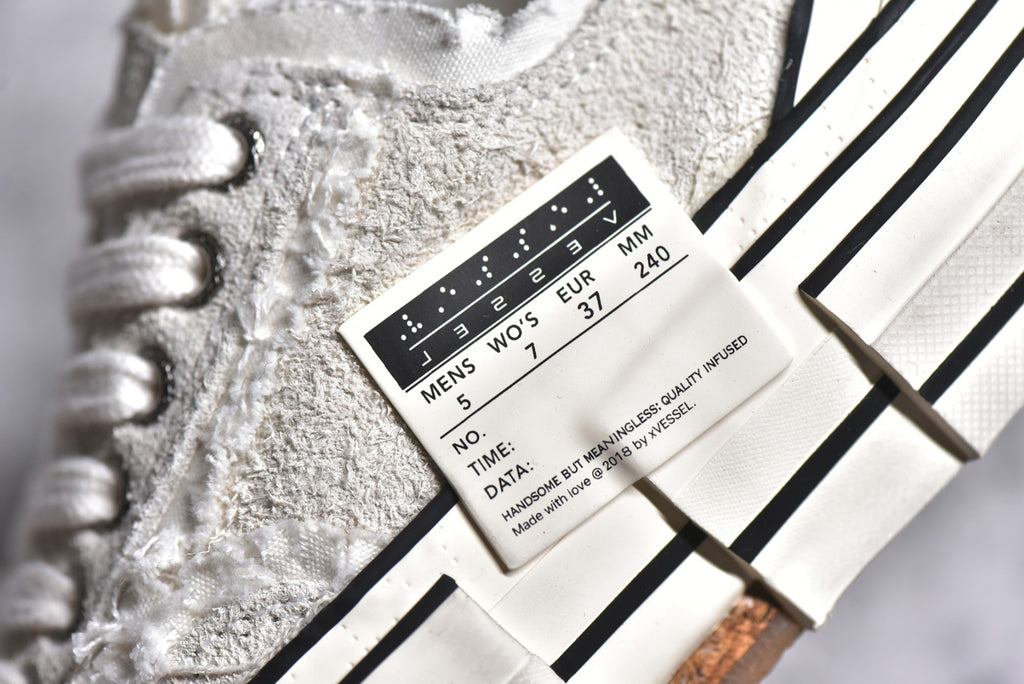 VESSEL
MENS WO'S EUR MM
5 7 37 240
NO.
TIME:
DATA:
HANDSOME BUT MEANINGLESS; QUALITY INFUSED
Made with love @ 2018 by xVESSEL.